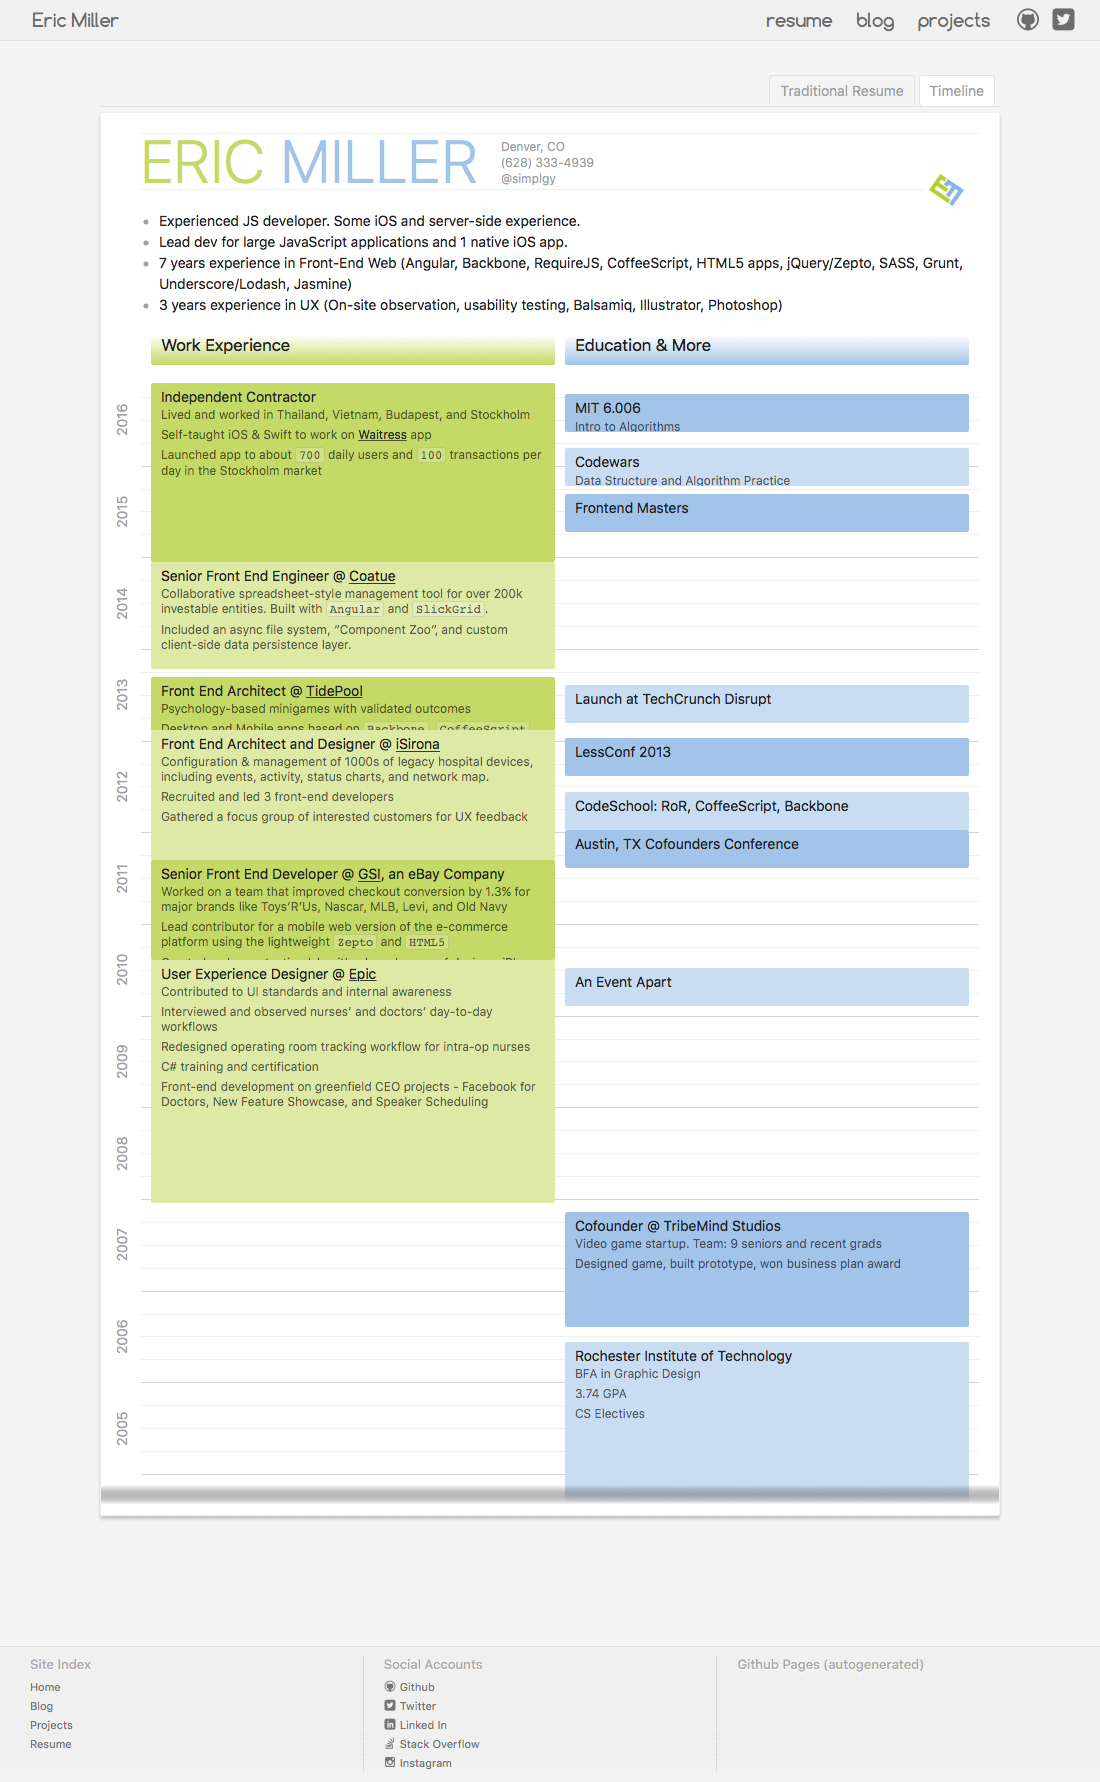 Eric Miller
resume blog projects
Traditional Resume Timeline
ERIC MILLER
Denver, CO
(628) 333-4939
@simplgy
Experienced JS developer. Some iOS and server-side experience.
Lead dev for large JavaScript applications and 1 native iOS app.
7 years experience in Front-End Web (Angular, Backbone, RequireJS, CoffeeScript, HTML5 apps, jQuery/Zepto, SASS, Grunt,
Underscore/Lodash, Jasmine)
3 years experience in UX (On-site observation, usability testing, Balsamiq, Illustrator, Photoshop)
Work Experience
Independent Contractor
Lived and worked in Thailand, Vietnam, Budapest, and Stockholm
Self-taught iOS & Swift to work on Waitress app
Launched app to about 700 daily users and 100 transactions per
day in the Stockholm market
Senior Front End Engineer @ Coatue
Collaborative spreadsheet-style management tool for over 200k
investable entities. Built with Angular and SlickGrid.
Included an async file system, “Component Zoo”, and custom
client-side data persistence layer.
Front End Architect @ TidePool
Psychology-based minigames with validated outcomes
Desktop and Mobile apps based on Backbone CoffeeScript
Front End Architect and Designer @ iSirona
Configuration & management of 1000s of legacy hospital devices,
including events, activity, status charts, and network map.
Recruited and led 3 front-end developers
Gathered a focus group of interested customers for UX feedback
Senior Front End Developer @ GSI, an eBay Company
Worked on a team that improved checkout conversion by 1.3% for
major brands like Toys’R’Us, Nascar, MLB, Levi, and Old Navy
Lead contributor for a mobile web version of the e-commerce
platform using the lightweight Zepto and HTML5
User Experience Designer @ Epic
Contributed to UI standards and internal awareness
Interviewed and observed nurses’ and doctors’ day-to-day
workflows
Redesigned operating room tracking workflow for intra-op nurses
C# training and certification
Front-end development on greenfield CEO projects - Facebook for
Doctors, New Feature Showcase, and Speaker Scheduling
Education & More
MIT 6.006
Intro to Algorithms
Codewars
Data Structure and Algorithm Practice
Frontend Masters
Launch at TechCrunch Disrupt
LessConf 2013
CodeSchool: RoR, CoffeeScript, Backbone
Austin, TX Cofounders Conference
An Event Apart
Cofounder @ TribeMind Studios
Video game startup. Team: 9 seniors and recent grads
Designed game, built prototype, won business plan award
Rochester Institute of Technology
BFA in Graphic Design
3.74 GPA
CS Electives
2016
2015
2014
2013
2012
2011
2010
2009
2008
2007
2006
2005
Site Index
Home
Blog
Projects
Resume
Social Accounts
Github
Twitter
Linked In
Stack Overflow
Instagram
Github Pages (autogenerated)